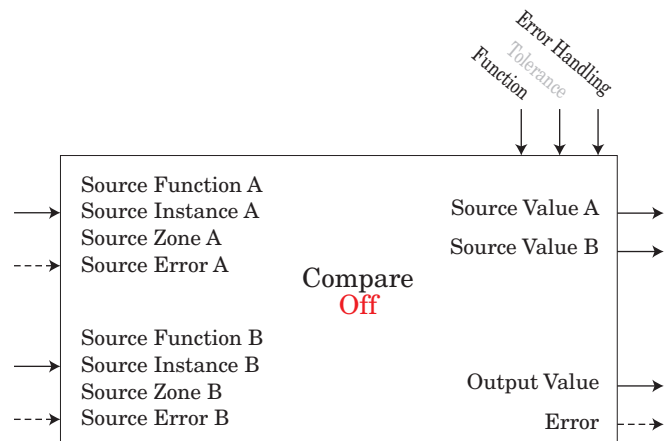 Function
Tolerance
Error Handling
Source Function A
Source Instance A
Source Zone A
Source Error A
Source Value A
Source Value B
Compare
Off
Source Function B
Source Instance B
Source Zone B
Source Error B
Output Value
Error